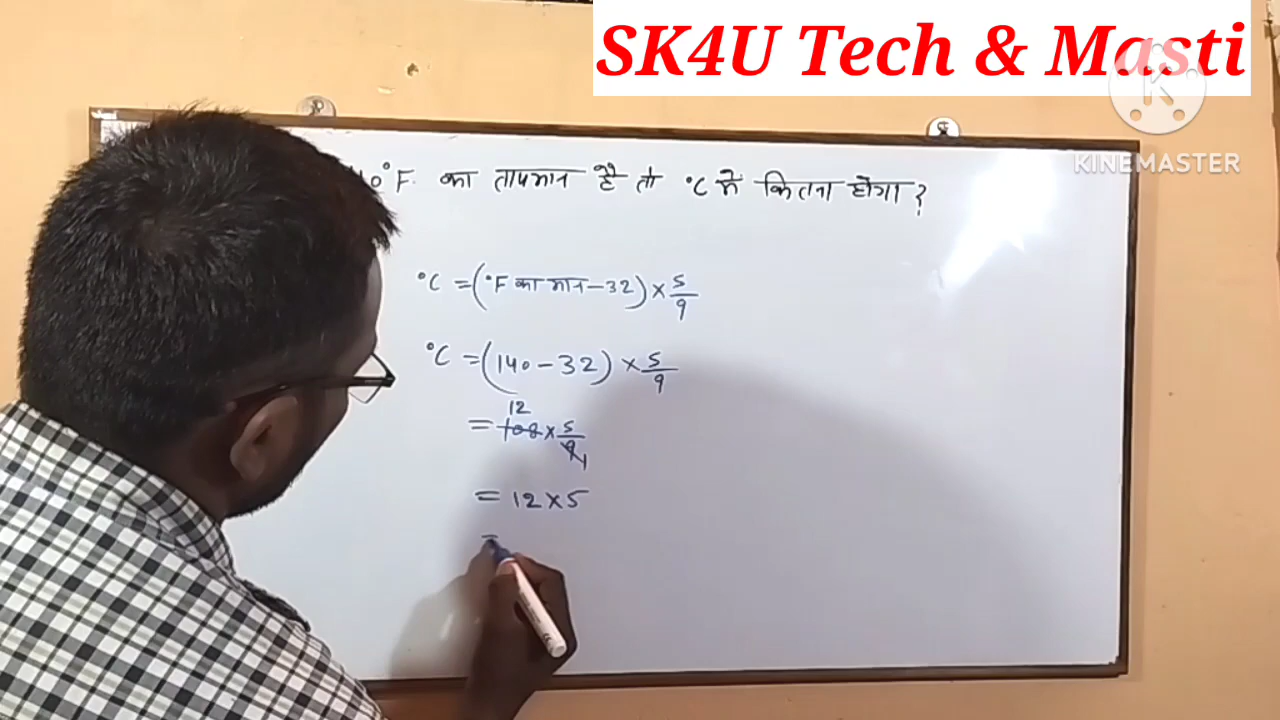 SK4U Tech & Masti
KINEMASTER
°F का तापमान है तो °C में कितना होगा ?
°C = (°F का मान - 32) × 5/9
°C = (140 - 32) × 5/9
12
= 108 × 5/9 1
= 12 × 5
=